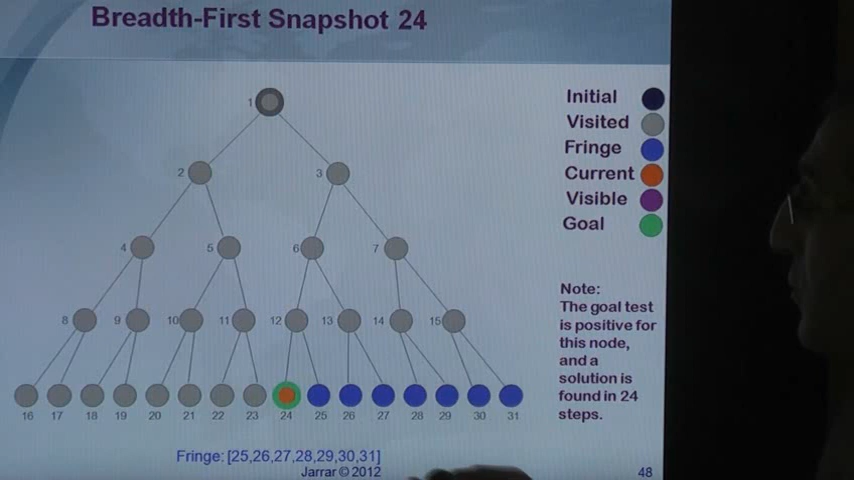 Breadth-First Snapshot 24
1
2
3
4
5
6
7
8
9
10
11
12
13
14
15
16
17
18
19
20
21
22
23
24
25
26
27
28
29
30
31
Initial
Visited
Fringe
Current
Visible
Goal
Note:
The goal test
is positive for
this node,
and a
solution is
found in 24
steps.
Fringe: [25,26,27,28,29,30,31]
Jarrar © 2012
48